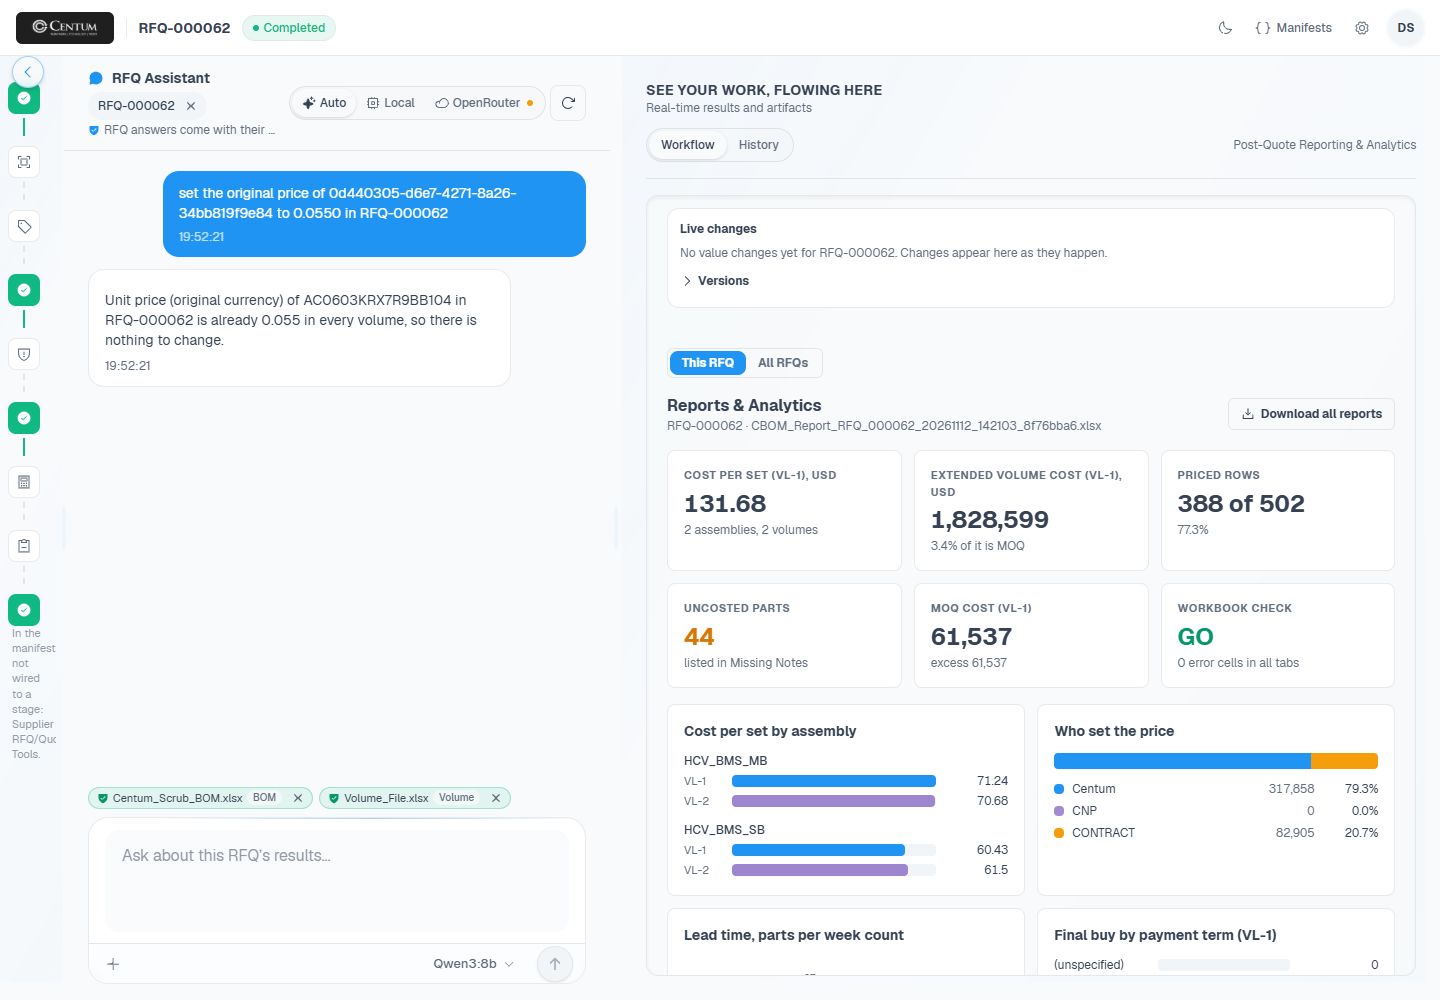 CENTUM
RFQ-000062
Completed
Manifests
DS
RFQ Assistant
RFQ-000062
Auto
Local
OpenRouter
RFQ answers come with their ...
set the original price of 0d440305-d6e7-4271-8a26-
34bb819f9e84 to 0.0550 in RFQ-000062
19:52:21
Unit price (original currency) of AC0603KRX7R9BB104 in
RFQ-000062 is already 0.055 in every volume, so there is
nothing to change.
19:52:21
In the
manifest
not
wired
to a
stage:
Supplier
RFQ/Quo
Tools.
Centum_Scrub_BOM.xlsx BOM
Volume_File.xlsx Volume
Ask about this RFQ's results...
Qwen3:8b
SEE YOUR WORK, FLOWING HERE
Real-time results and artifacts
Workflow
History
Post-Quote Reporting & Analytics
Live changes
No value changes yet for RFQ-000062. Changes appear here as they happen.
Versions
This RFQ
All RFQs
Reports & Analytics
RFQ-000062 · CBOM_Report_RFQ_000062_20261112_142103_8f76bba6.xlsx
Download all reports
COST PER SET (VL-1), USD
131.68
2 assemblies, 2 volumes
EXTENDED VOLUME COST (VL-1),
USD
1,828,599
3.4% of it is MOQ
PRICED ROWS
388 of 502
77.3%
UNCOSTED PARTS
44
listed in Missing Notes
MOQ COST (VL-1)
61,537
excess 61,537
WORKBOOK CHECK
GO
0 error cells in all tabs
Cost per set by assembly
HCV_BMS_MB
VL-1 71.24
VL-2 70.68
HCV_BMS_SB
VL-1 60.43
VL-2 61.5
Who set the price
Centum 317,858 79.3%
CNP 0 0.0%
CONTRACT 82,905 20.7%
Lead time, parts per week count
Final buy by payment term (VL-1)
(unspecified) 0